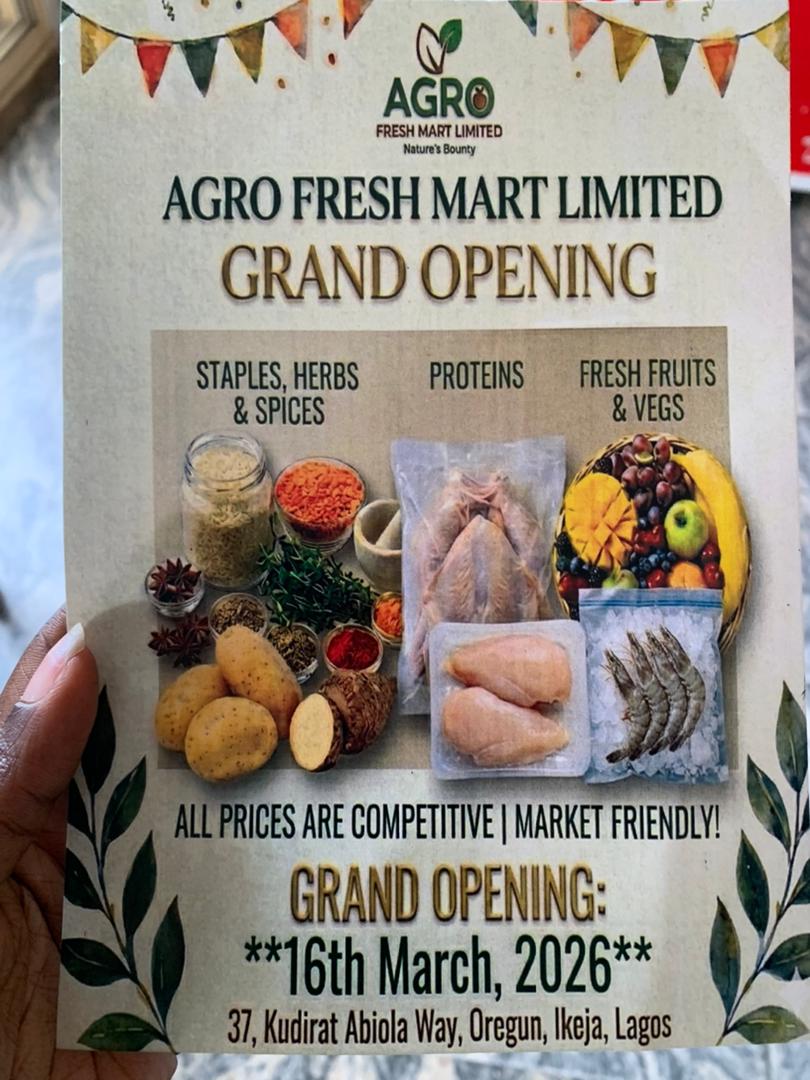 AGRO
FRESH MART LIMITED
Nature's Bounty
AGRO FRESH MART LIMITED
GRAND OPENING
STAPLES, HERBS
& SPICES
PROTEINS
FRESH FRUITS
& VEGS
ALL PRICES ARE COMPETITIVE | MARKET FRIENDLY!
GRAND OPENING:
**16th March, 2026**
37, Kudirat Abiola Way, Oregun, Ikeja, Lagos